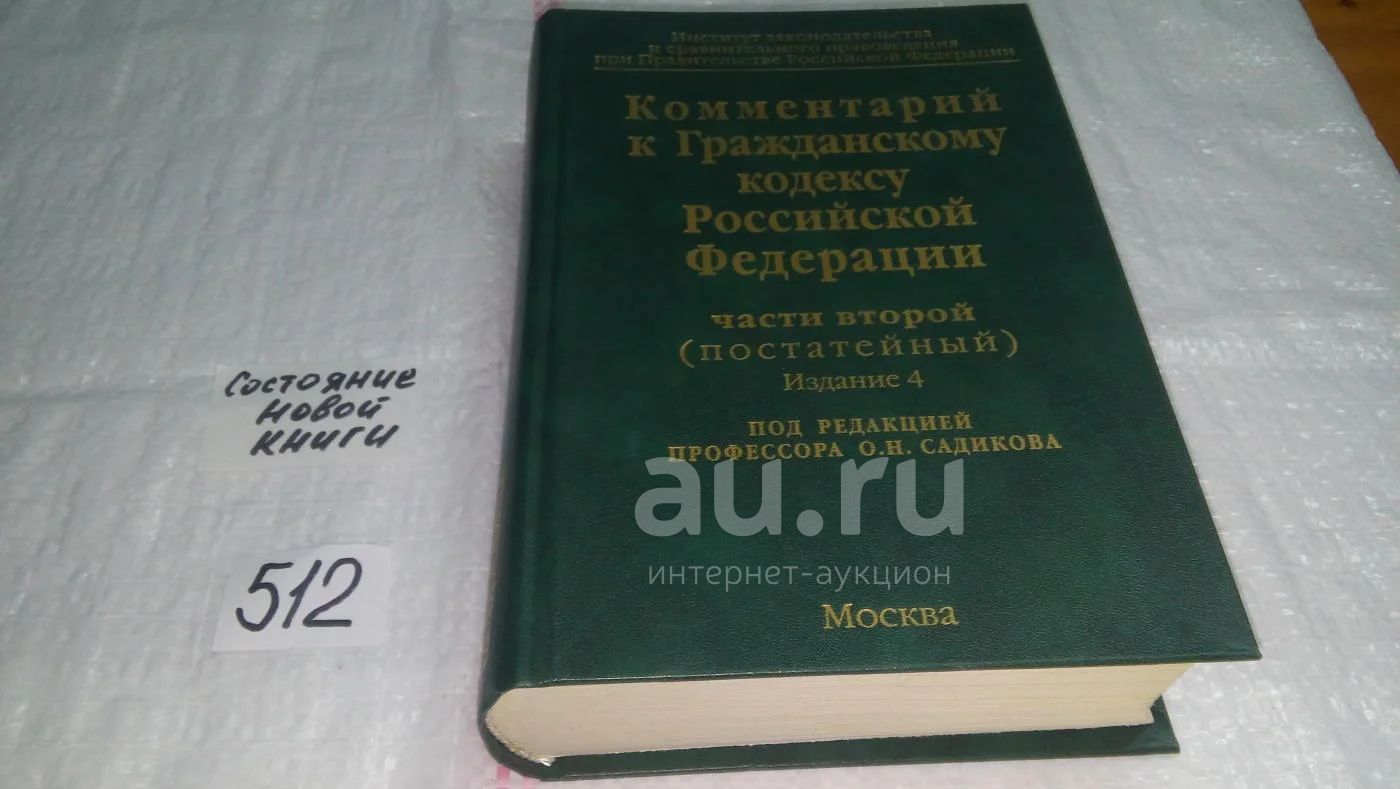 Институт законодательства
и сравнительного правоведения
при Правительстве Российской Федерации
Комментарий
к Гражданскому
кодексу
Российской
Федерации
части второй
(постатейный)
Издание 4
ПОД РЕДАКЦИЕЙ
ПРОФЕССОРА О.Н. САДИКОВА
au.ru
интернет-аукцион
Москва
Состояние
новой
книги
512